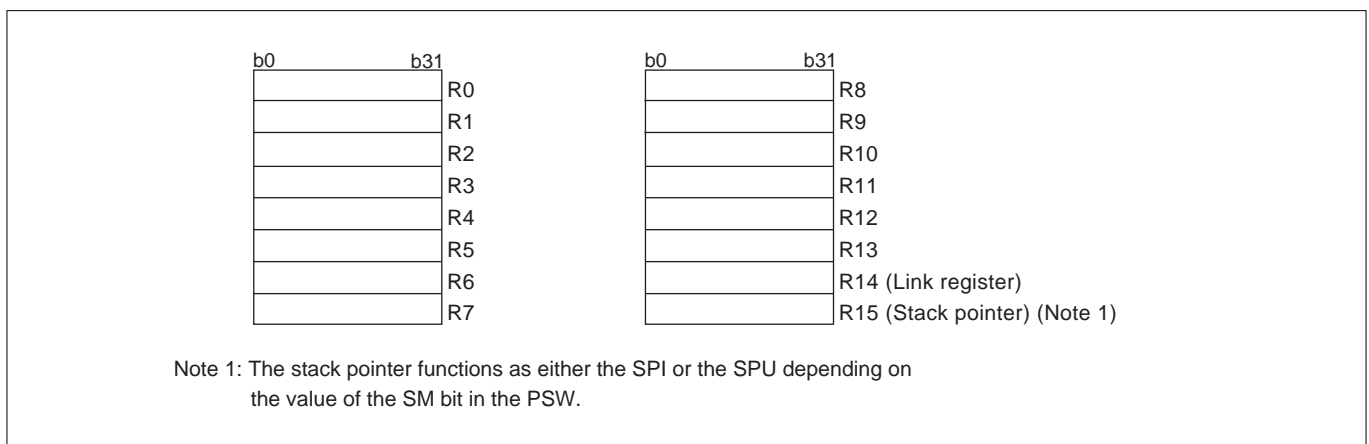 b0 b31
R0
R1
R2
R3
R4
R5
R6
R7
b0 b31
R8
R9
R10
R11
R12
R13
R14 (Link register)
R15 (Stack pointer) (Note 1)
Note 1: The stack pointer functions as either the SPI or the SPU depending on
the value of the SM bit in the PSW.